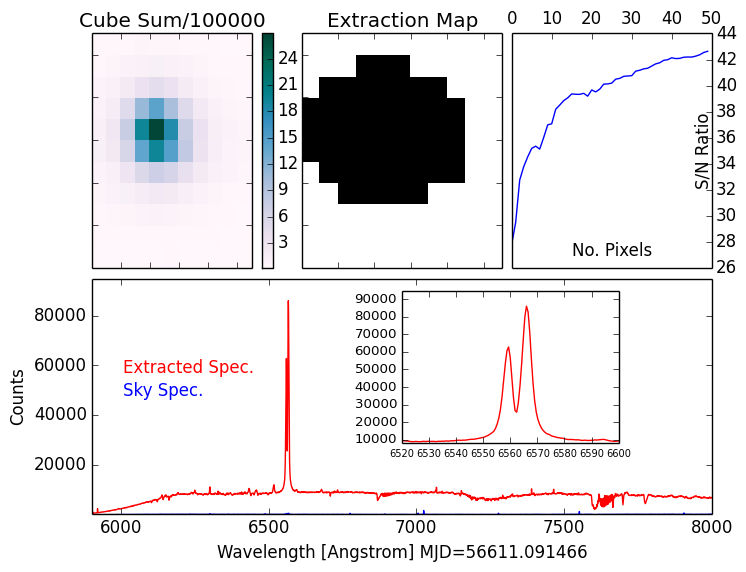 Cube Sum/100000
Extraction Map
0 10 20 30 40 50
24
21
18
15
12
9
6
3
44
42
40
38
36
34
32
30
28
26
S/N Ratio
No. Pixels
80000
60000
40000
20000
Counts
Extracted Spec.
Sky Spec.
90000
80000
70000
60000
50000
40000
30000
20000
10000
6520 6530 6540 6550 6560 6570 6580 6590 6600
6000 6500 7000 7500 8000
Wavelength [Angstrom] MJD=56611.091466